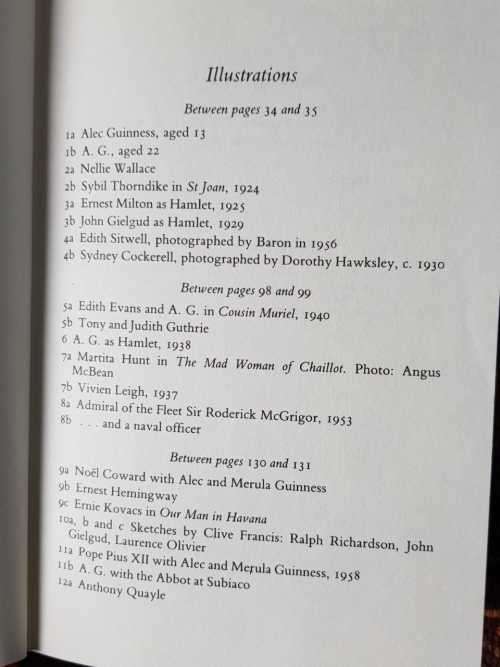 Illustrations
Between pages 34 and 35
1a Alec Guinness, aged 13
1b A. G., aged 22
2a Nellie Wallace
2b Sybil Thorndike in St Joan, 1924
3a Ernest Milton as Hamlet, 1925
3b John Gielgud as Hamlet, 1929
4a Edith Sitwell, photographed by Baron in 1956
4b Sydney Cockerell, photographed by Dorothy Hawksley, c. 1930
Between pages 98 and 99
5a Edith Evans and A. G. in Cousin Muriel, 1940
5b Tony and Judith Guthrie
6 A. G. as Hamlet, 1938
7a Martita Hunt in The Mad Woman of Chaillot. Photo: Angus
McBean
7b Vivien Leigh, 1937
8a Admiral of the Fleet Sir Roderick McGrigor, 1953
8b . . . and a naval officer
Between pages 130 and 131
9a Noël Coward with Alec and Merula Guinness
9b Ernest Hemingway
9c Ernie Kovacs in Our Man in Havana
10a, b and c Sketches by Clive Francis: Ralph Richardson, John
Gielgud, Laurence Olivier
11a Pope Pius XII with Alec and Merula Guinness, 1958
11b A. G. with the Abbot at Subiaco
12a Anthony Quayle